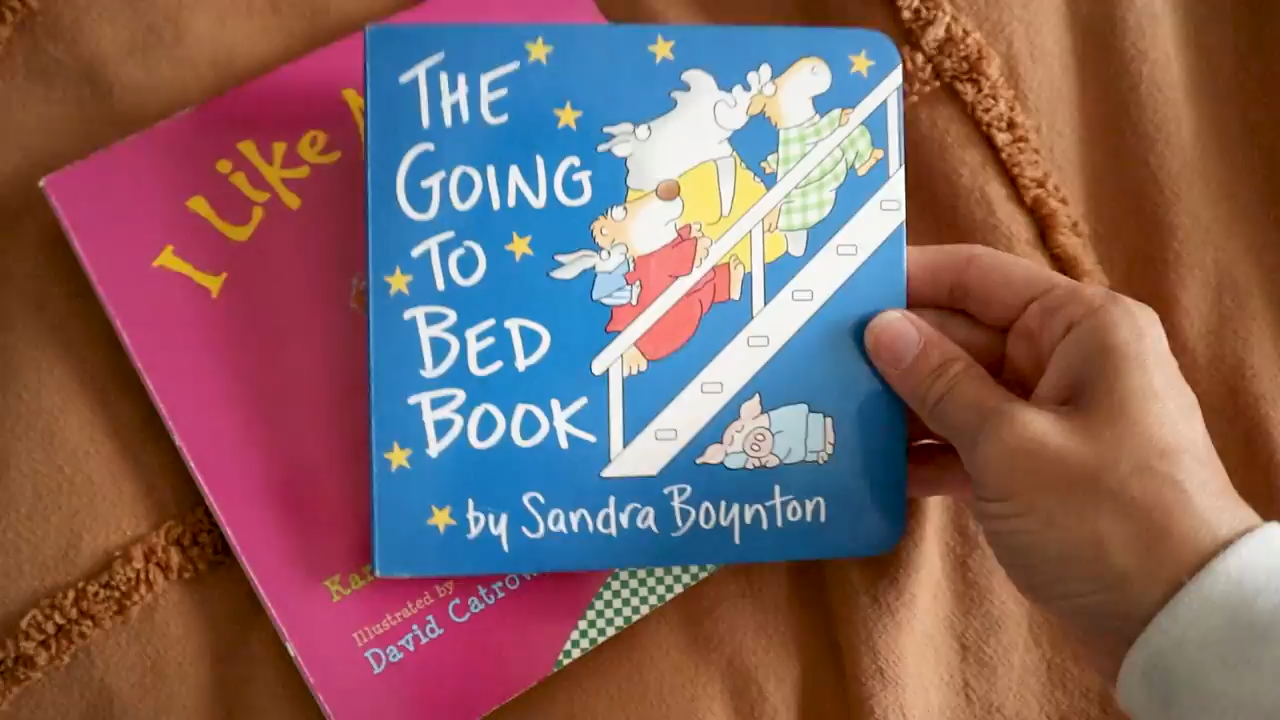 THE
GOING
TO
BED
BOOK
by Sandra Boynton
I Like
Illustrated by
David Catrow